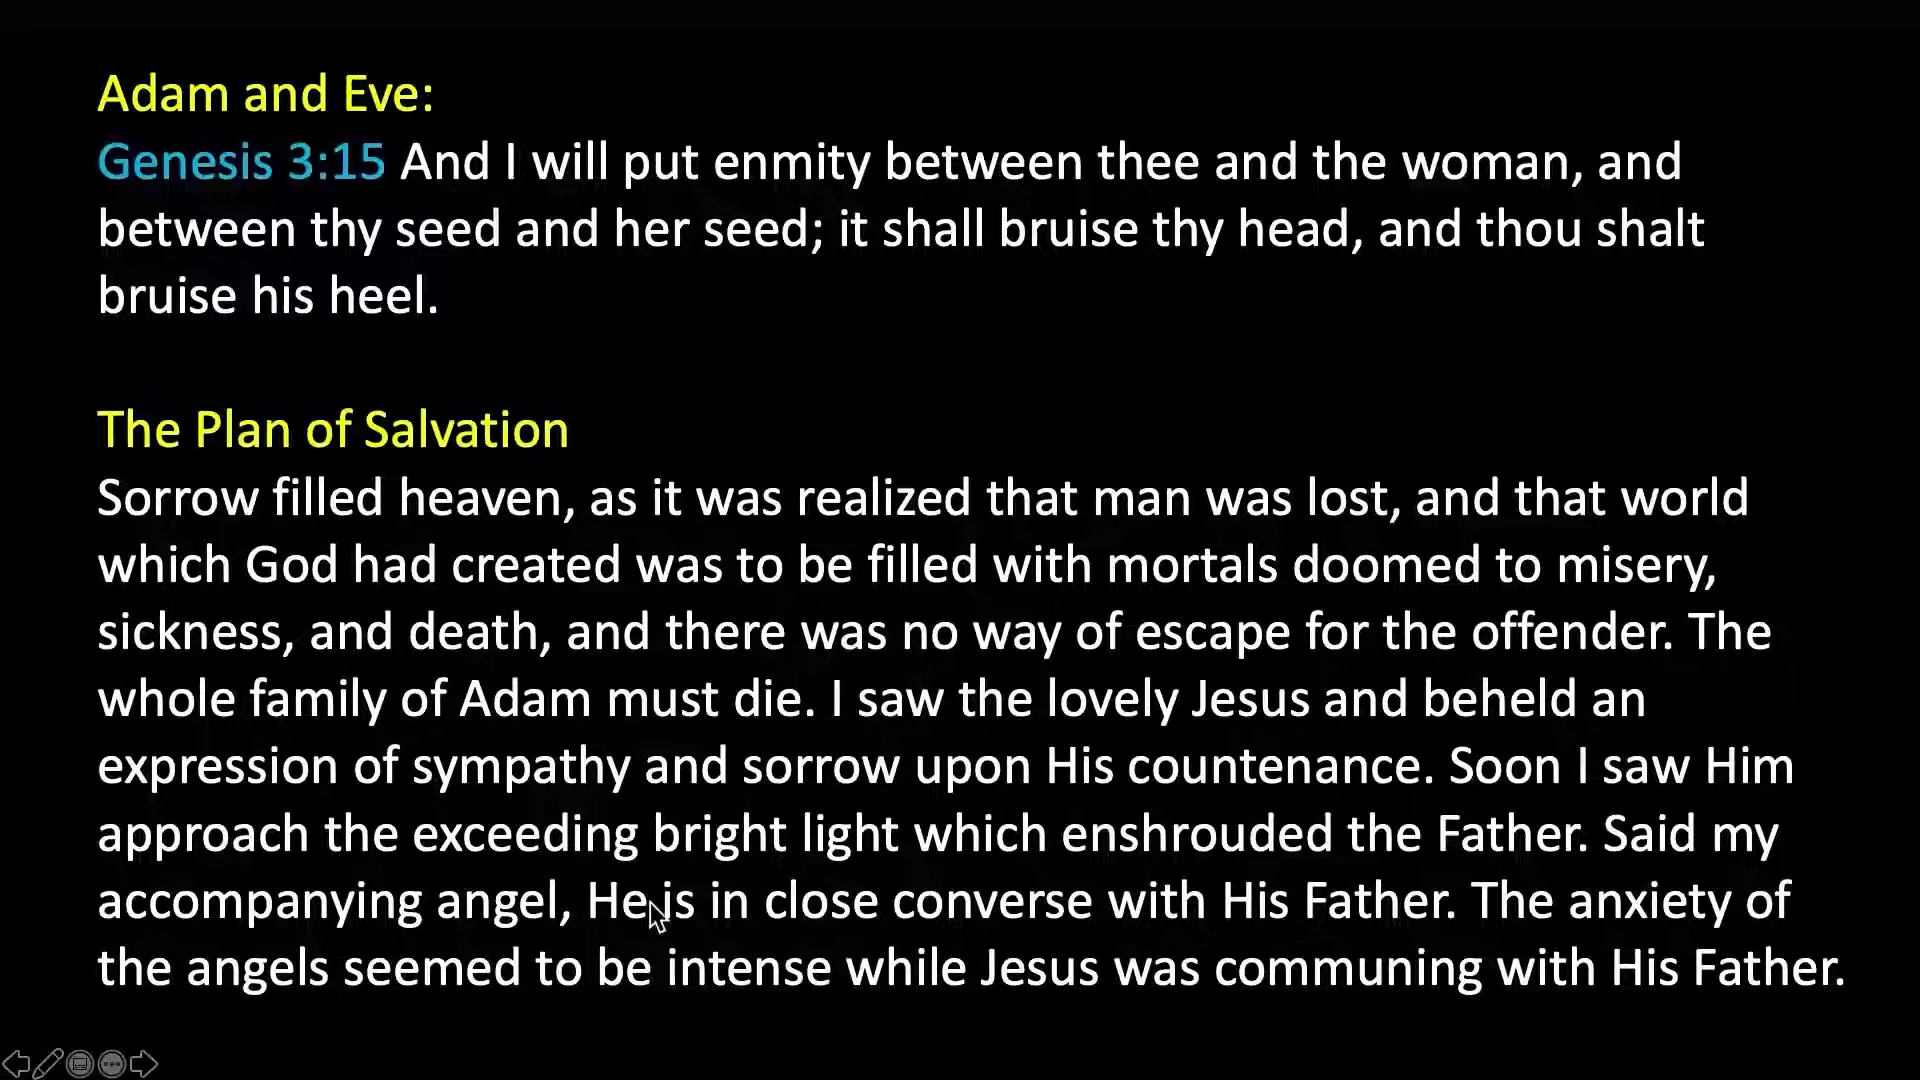 Adam and Eve:
Genesis 3:15 And I will put enmity between thee and the woman, and
between thy seed and her seed; it shall bruise thy head, and thou shalt
bruise his heel.
The Plan of Salvation
Sorrow filled heaven, as it was realized that man was lost, and that world
which God had created was to be filled with mortals doomed to misery,
sickness, and death, and there was no way of escape for the offender. The
whole family of Adam must die. I saw the lovely Jesus and beheld an
expression of sympathy and sorrow upon His countenance. Soon I saw Him
approach the exceeding bright light which enshrouded the Father. Said my
accompanying angel, He is in close converse with His Father. The anxiety of
the angels seemed to be intense while Jesus was communing with His Father.